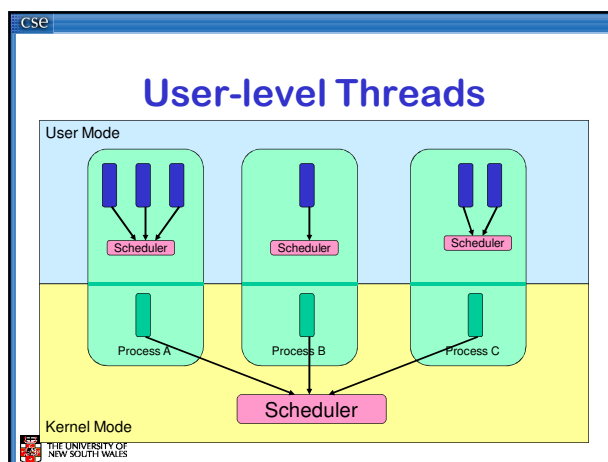 cse
User-level Threads
User Mode
Scheduler
Scheduler
Scheduler
Process A
Process B
Process C
Scheduler
Kernel Mode
THE UNIVERSITY OF
NEW SOUTH WALES